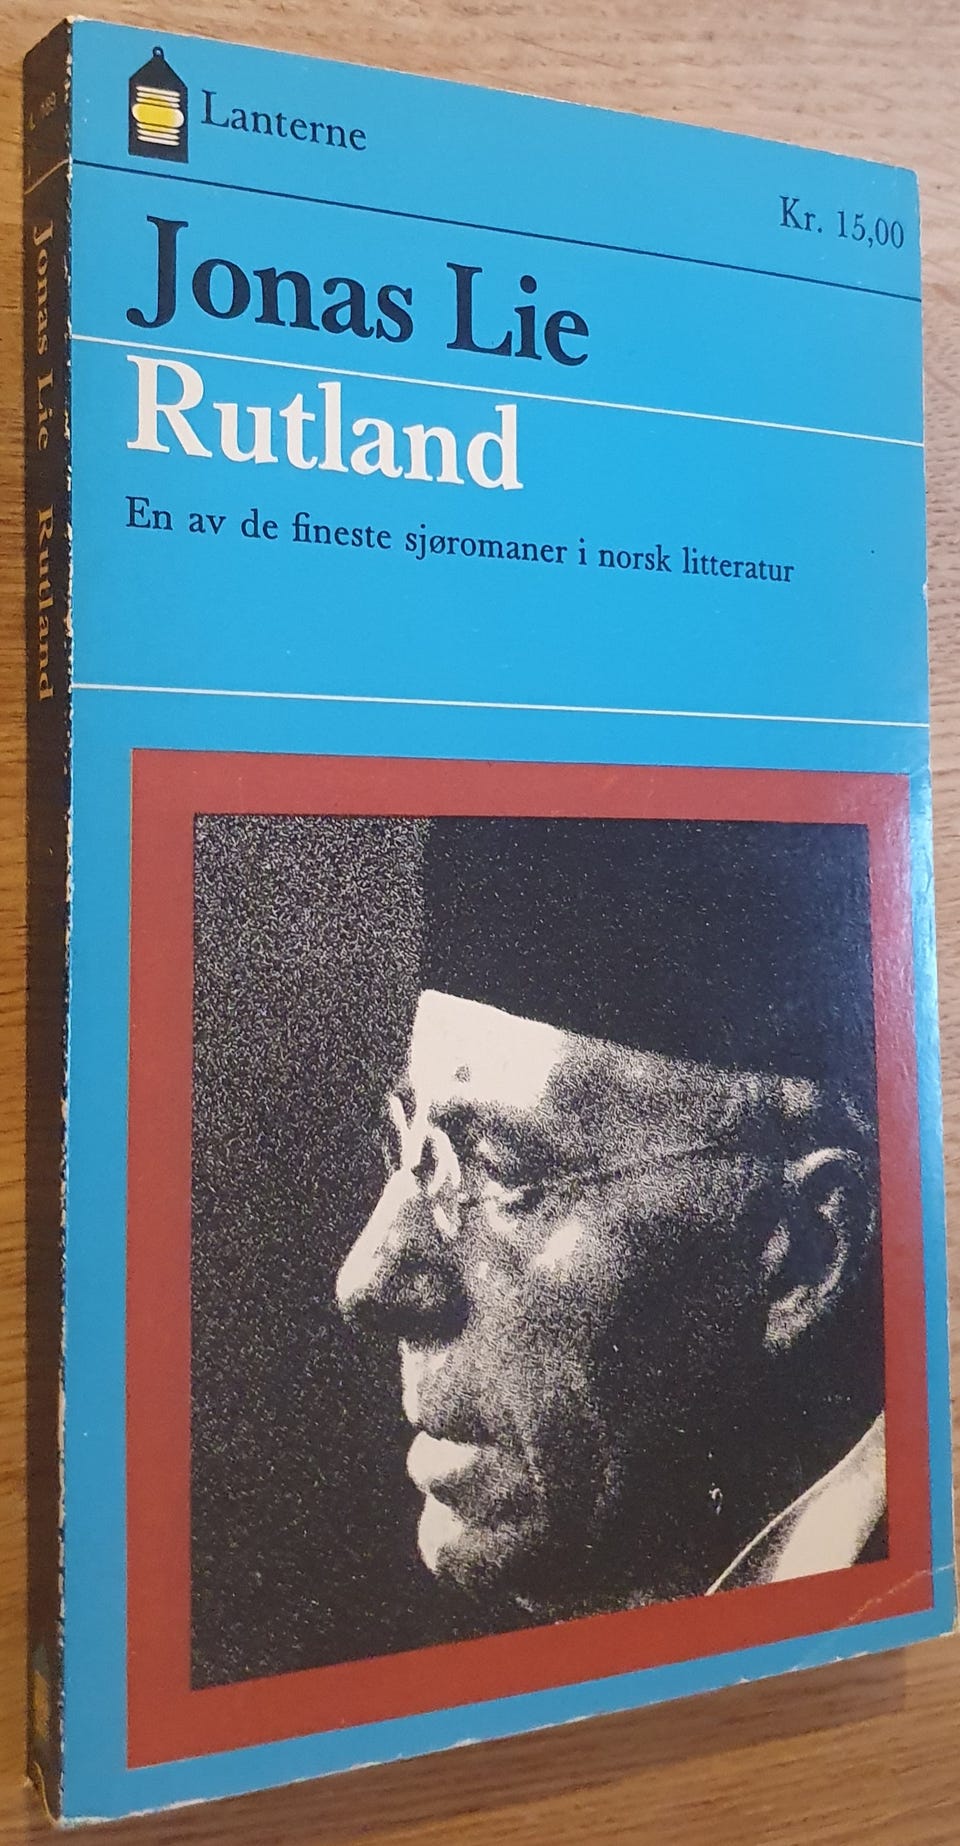 Lanterne
Kr. 15,00
Jonas Lie
Rutland
En av de fineste sjøromaner i norsk litteratur
Jonas Lie Rutland